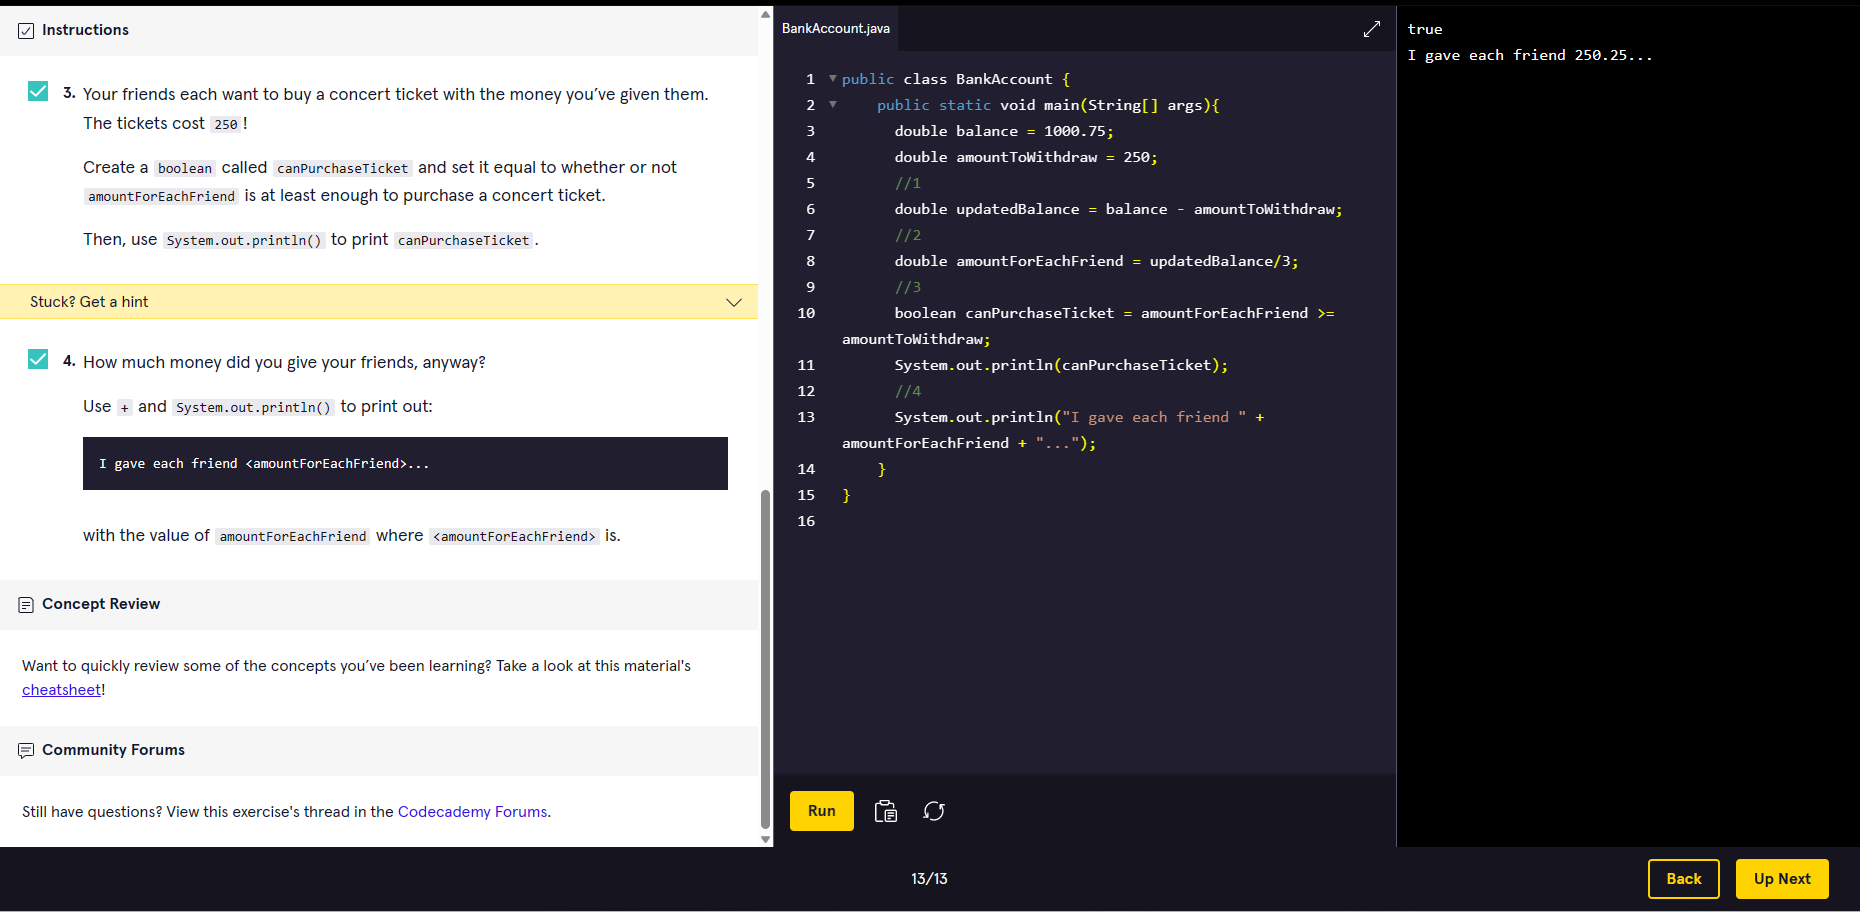 Instructions
3. Your friends each want to buy a concert ticket with the money you’ve given them.
The tickets cost 250 !
Create a boolean called canPurchaseTicket and set it equal to whether or not
amountForEachFriend is at least enough to purchase a concert ticket.
Then, use System.out.println() to print canPurchaseTicket .
Stuck? Get a hint
4. How much money did you give your friends, anyway?
Use + and System.out.println() to print out:
I gave each friend <amountForEachFriend>...
with the value of amountForEachFriend where <amountForEachFriend> is.
Concept Review
Want to quickly review some of the concepts you’ve been learning? Take a look at this material's
cheatsheet!
Community Forums
Still have questions? View this exercise's thread in the Codecademy Forums.
BankAccount.java
1 public class BankAccount {
2 public static void main(String[] args){
3 double balance = 1000.75;
4 double amountToWithdraw = 250;
5 //1
6 double updatedBalance = balance - amountToWithdraw;
7 //2
8 double amountForEachFriend = updatedBalance/3;
9 //3
10 boolean canPurchaseTicket = amountForEachFriend >=
amountToWithdraw;
11 System.out.println(canPurchaseTicket);
12 //4
13 System.out.println("I gave each friend " +
amountForEachFriend + "...");
14 }
15 }
16
Run
true
I gave each friend 250.25...
13/13
Back
Up Next